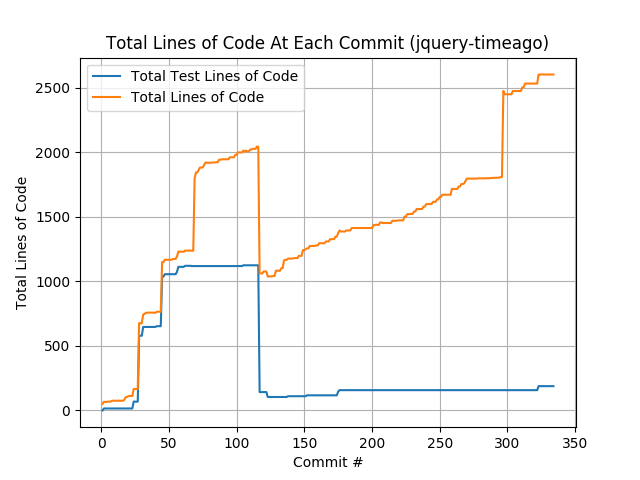 Total Lines of Code At Each Commit (jquery-timeago)
Total Test Lines of Code
Total Lines of Code
Total Lines of Code
2500
2000
1500
1000
500
0
0 50 100 150 200 250 300 350
Commit #